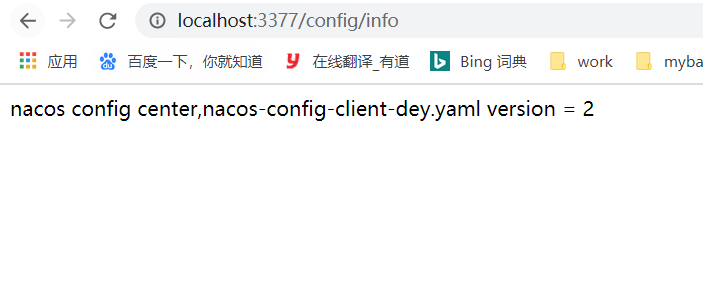 localhost:3377/config/info
应用 百度一下，你就知道 在线翻译_有道 Bing 词典 work myba
nacos config center,nacos-config-client-dey.yaml version = 2